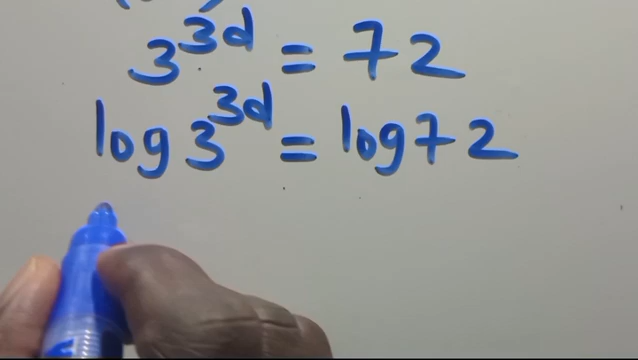 3^3d = 72
log 3^3d = log 72